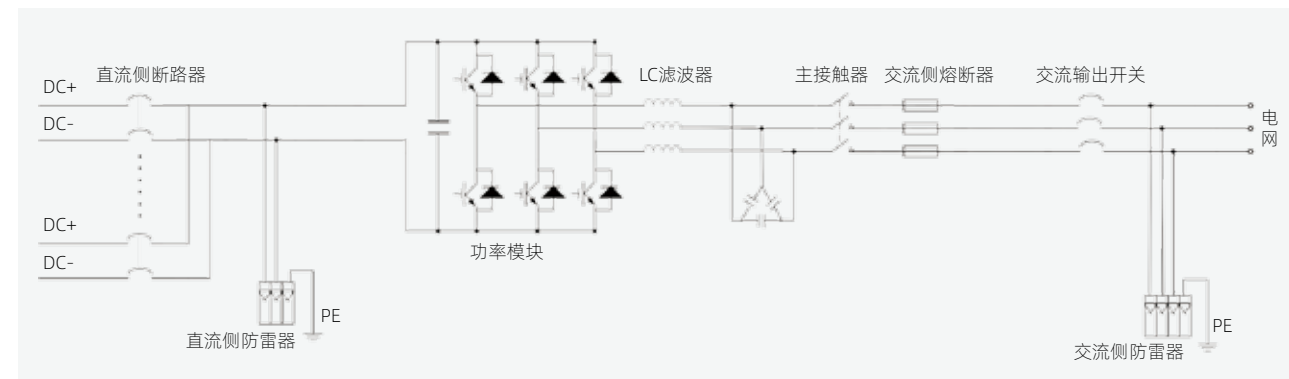 直流侧断路器
LC滤波器
主接触器
交流侧熔断器
交流输出开关
DC+
DC-
电网
DC+
DC-
功率模块
PE
直流侧防雷器
PE
交流侧防雷器